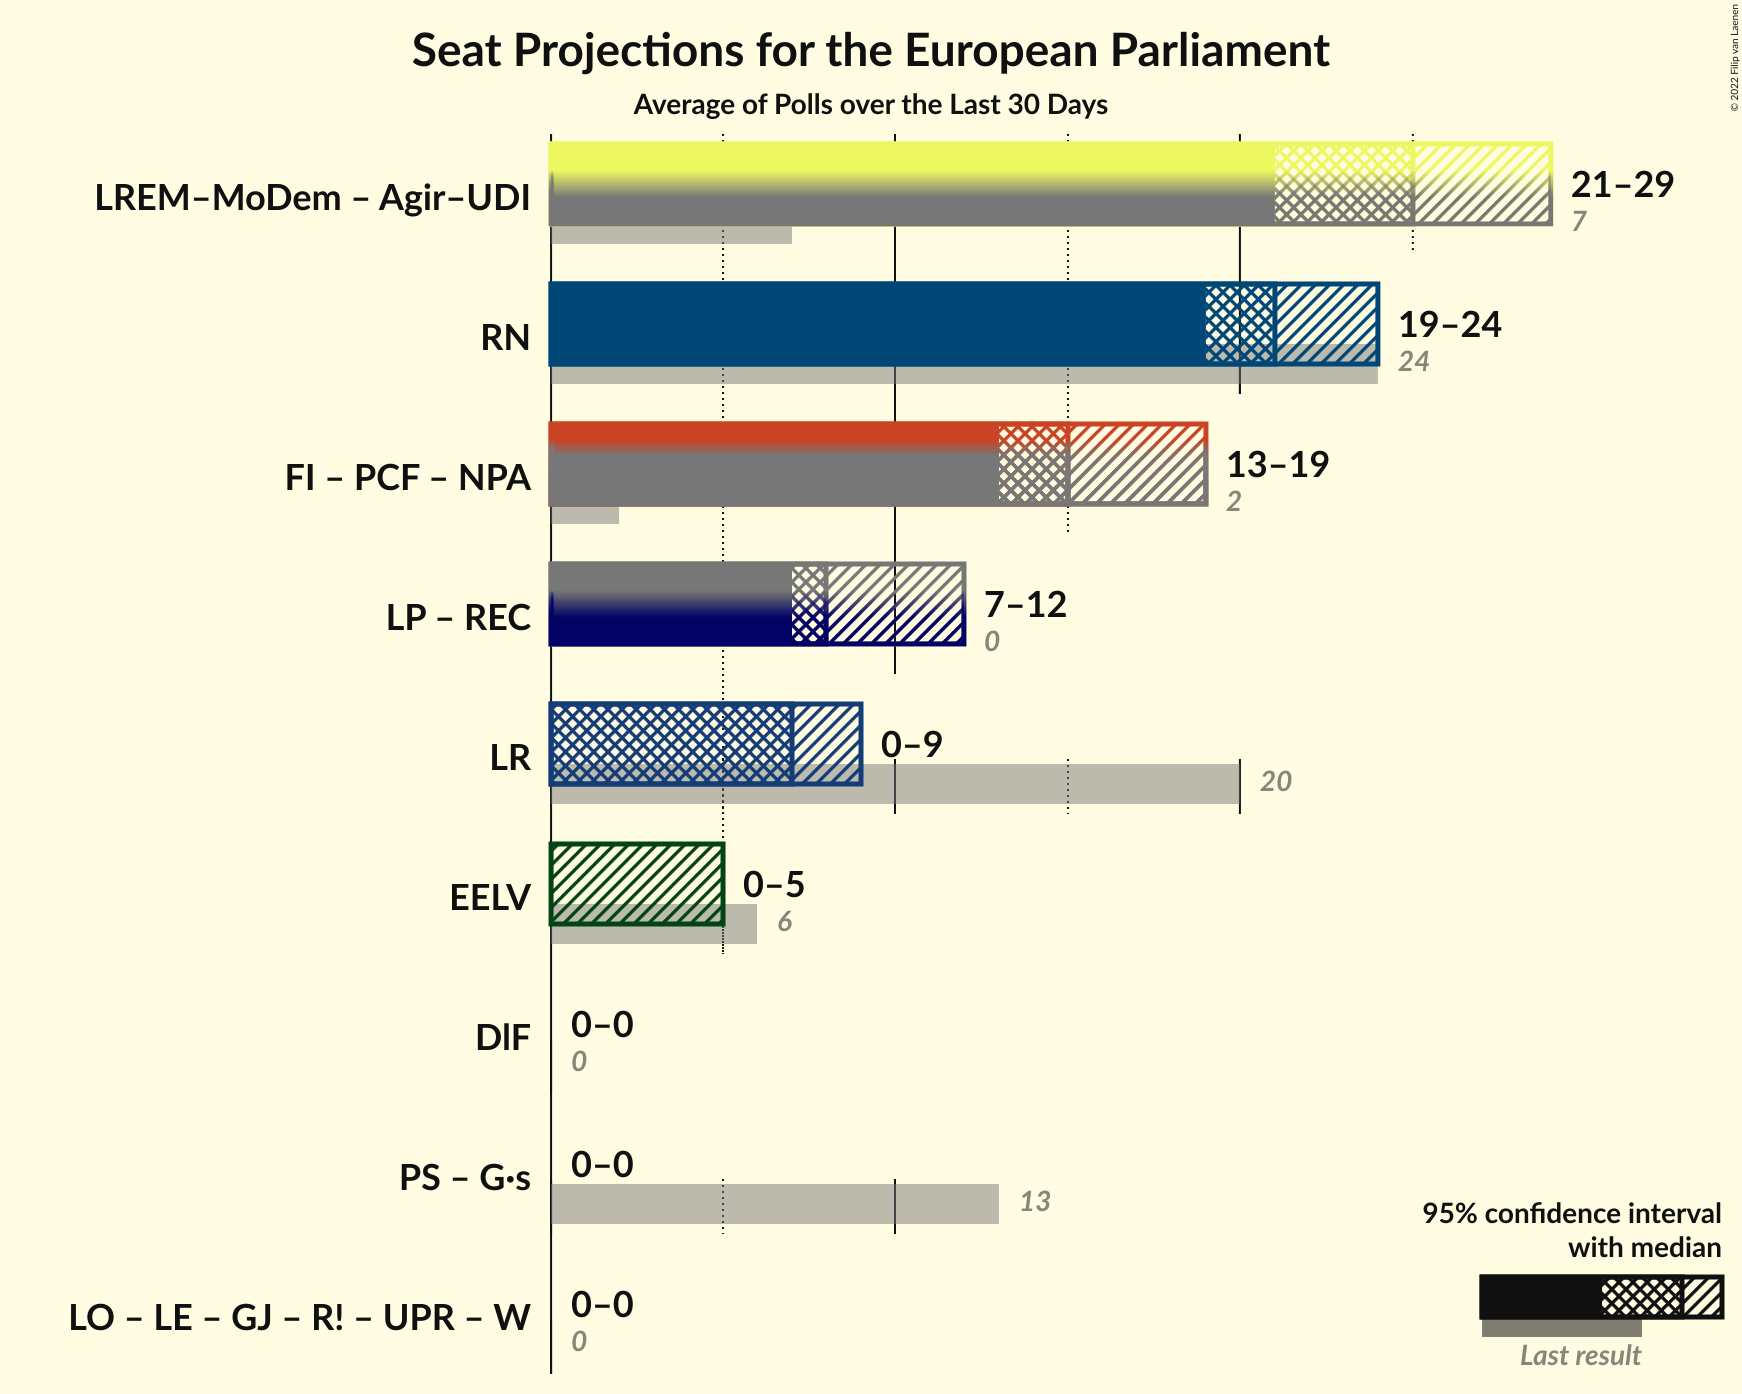 Seat Projections for the European Parliament
Average of Polls over the Last 30 Days
© 2022 Filip van Laenen
LREM–MoDem – Agir–UDI
21–29
7
RN
19–24
24
FI – PCF – NPA
13–19
2
LP – REC
7–12
0
LR
0–9
20
EELV
0–5
6
DlF
0–0
0
PS – G·s
0–0
13
LO – LE – GJ – R! – UPR – W
0–0
0
95% confidence interval
with median
Last result